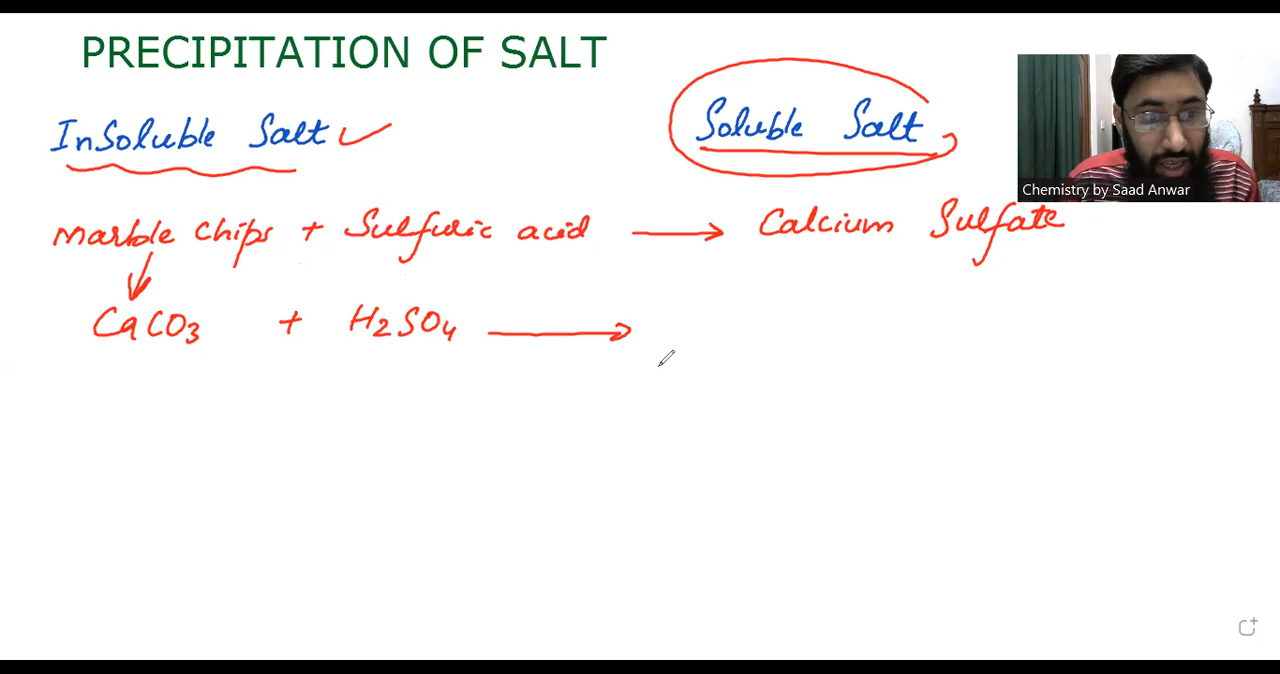 PRECIPITATION OF SALT
InSoluble Salt
Soluble Salt
Chemistry by Saad Anwar
Marble Chips + Sulfuric acid → Calcium Sulfate
CaCO3 + H2SO4 →